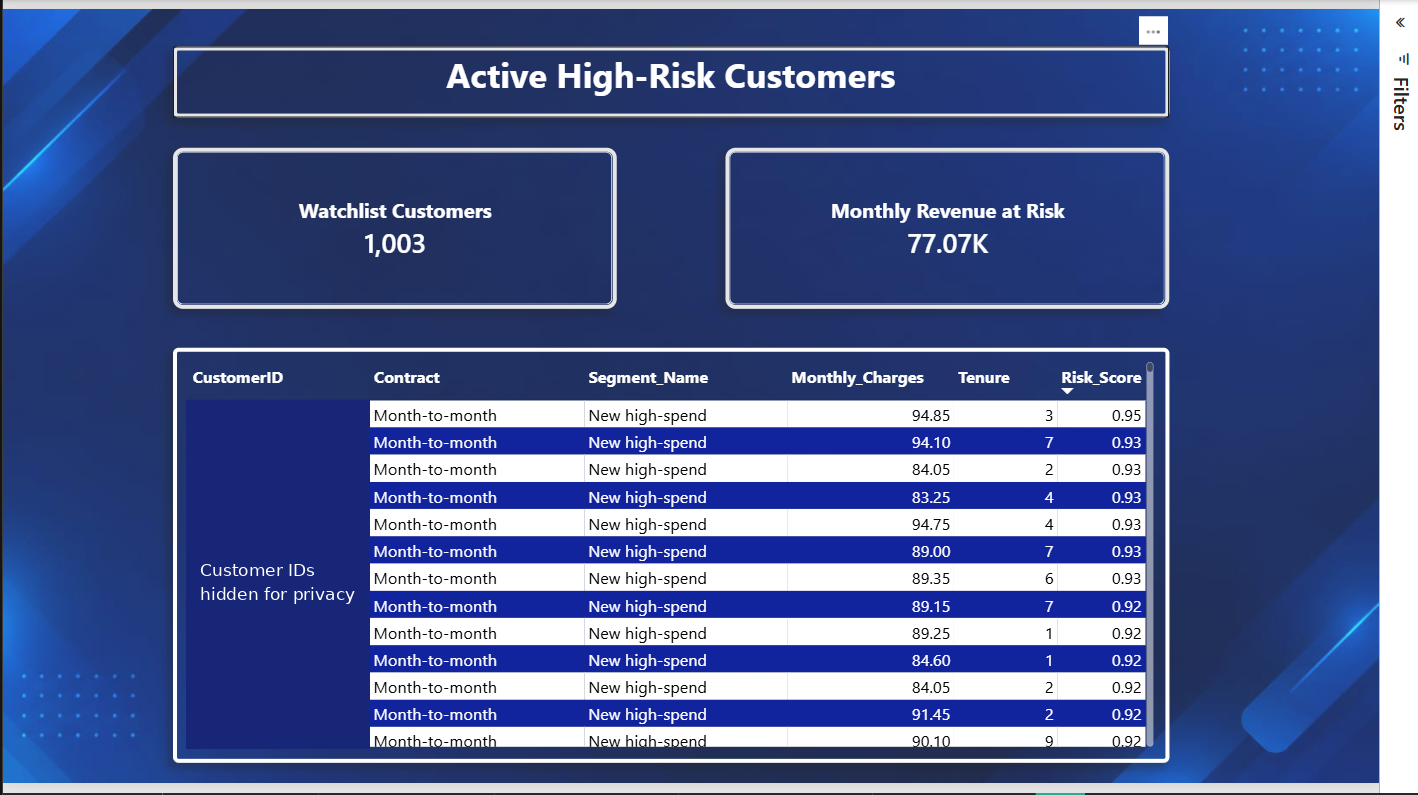 Active High-Risk Customers
Watchlist Customers
1,003
Monthly Revenue at Risk
77.07K
CustomerID Contract Segment_Name Monthly_Charges Tenure Risk_Score
Month-to-month New high-spend 94.85 3 0.95
Month-to-month New high-spend 94.10 7 0.93
Month-to-month New high-spend 84.05 2 0.93
Month-to-month New high-spend 83.25 4 0.93
Month-to-month New high-spend 94.75 4 0.93
Month-to-month New high-spend 89.00 7 0.93
Month-to-month New high-spend 89.35 6 0.93
Month-to-month New high-spend 89.15 7 0.92
Month-to-month New high-spend 89.25 1 0.92
Month-to-month New high-spend 84.60 1 0.92
Month-to-month New high-spend 84.05 2 0.92
Month-to-month New high-spend 91.45 2 0.92
Month-to-month New high-spend 90.10 9 0.92
Customer IDs
hidden for privacy
Filters